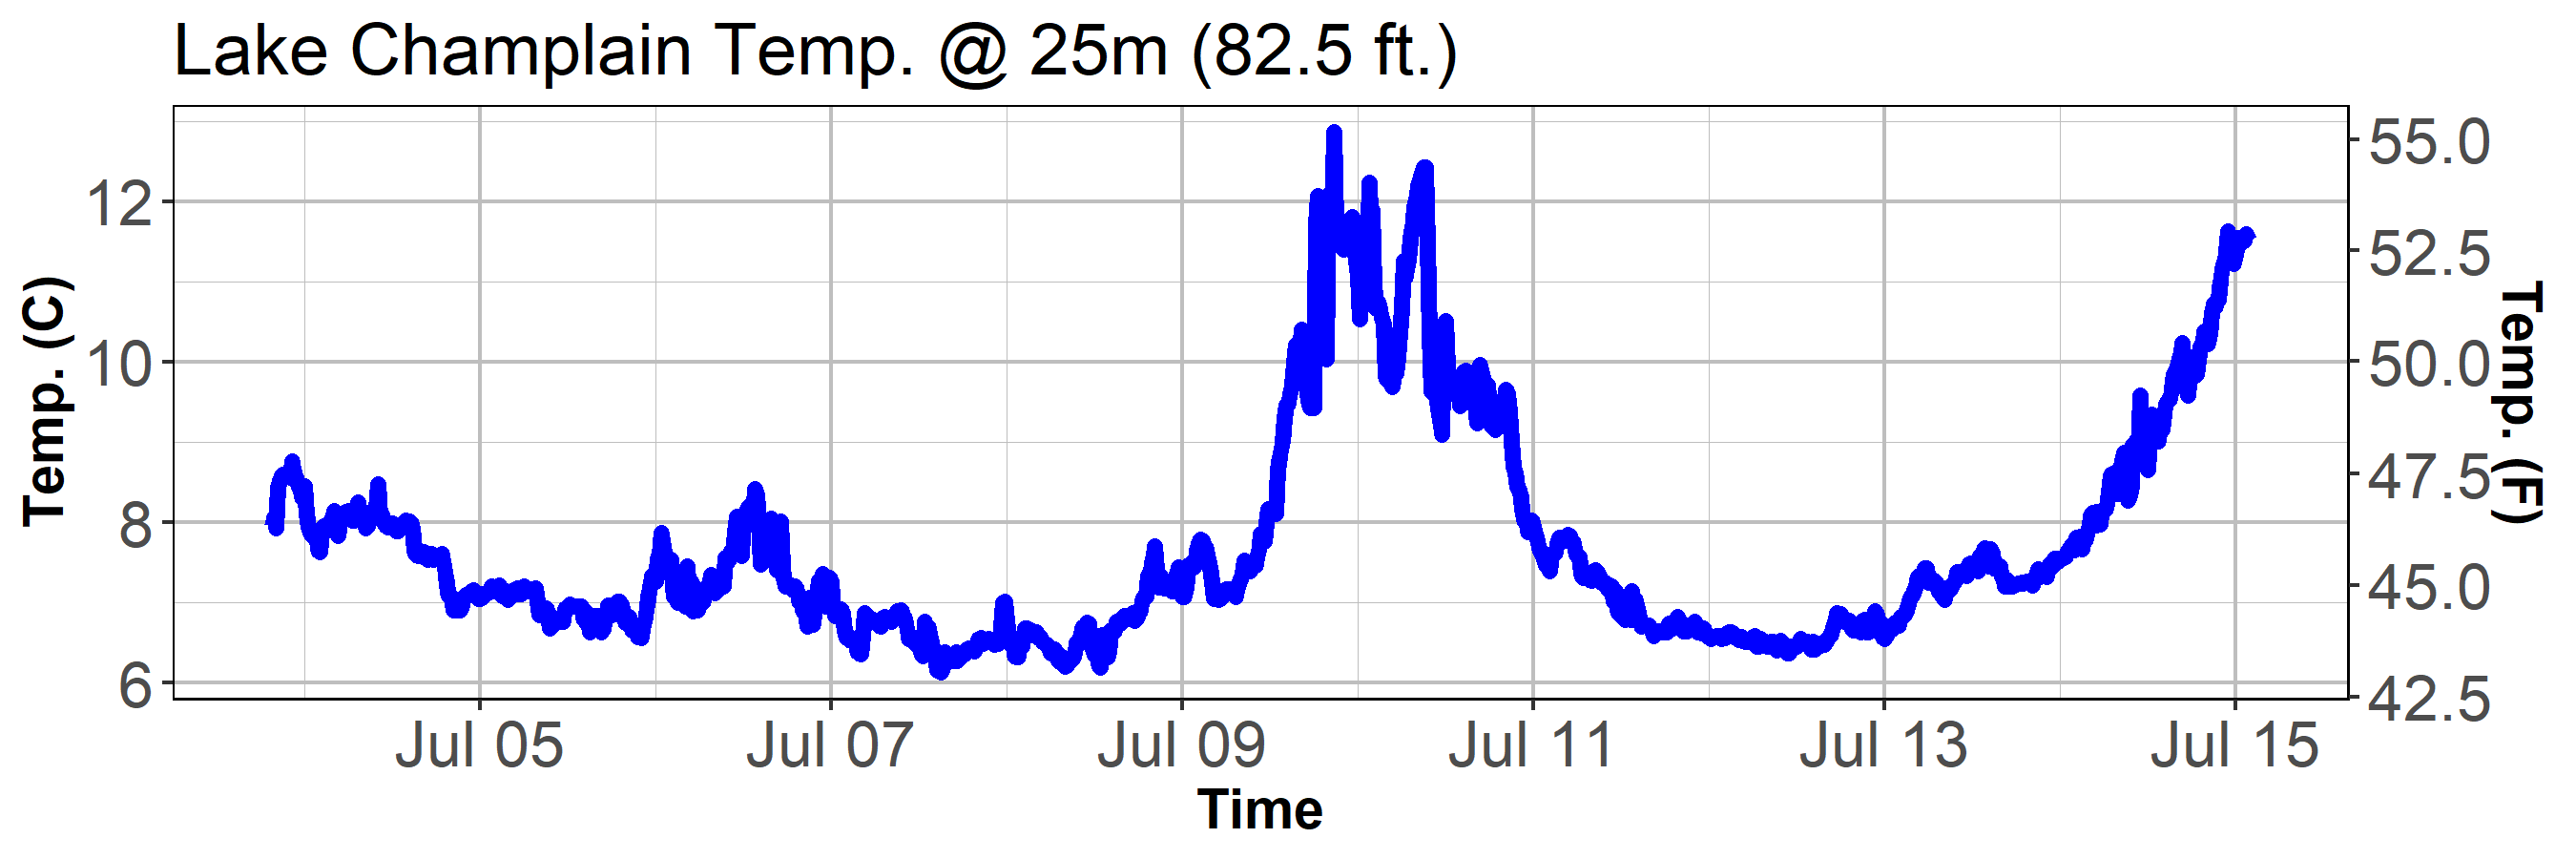 Lake Champlain Temp. @ 25m (82.5 ft.)
Temp. (C)
12
10
8
6
55.0
52.5
50.0
47.5
45.0
42.5
Temp. (F)
Jul 05 Jul 07 Jul 09 Jul 11 Jul 13 Jul 15
Time